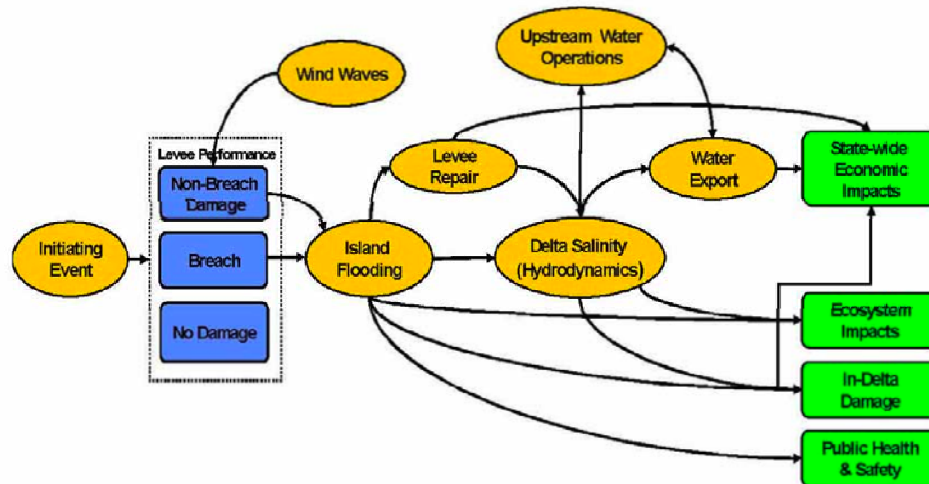 Upstream Water
Operations
Wind Waves
Levee Performance
Non-Breach
Damage
Levee
Repair
Water
Export
State-wide
Economic
Impacts
Initiating
Event
Breach
Island
Flooding
Delta Salinity
(Hydrodynamics)
No Damage
Ecosystem
Impacts
In-Delta
Damage
Public Health
& Safety